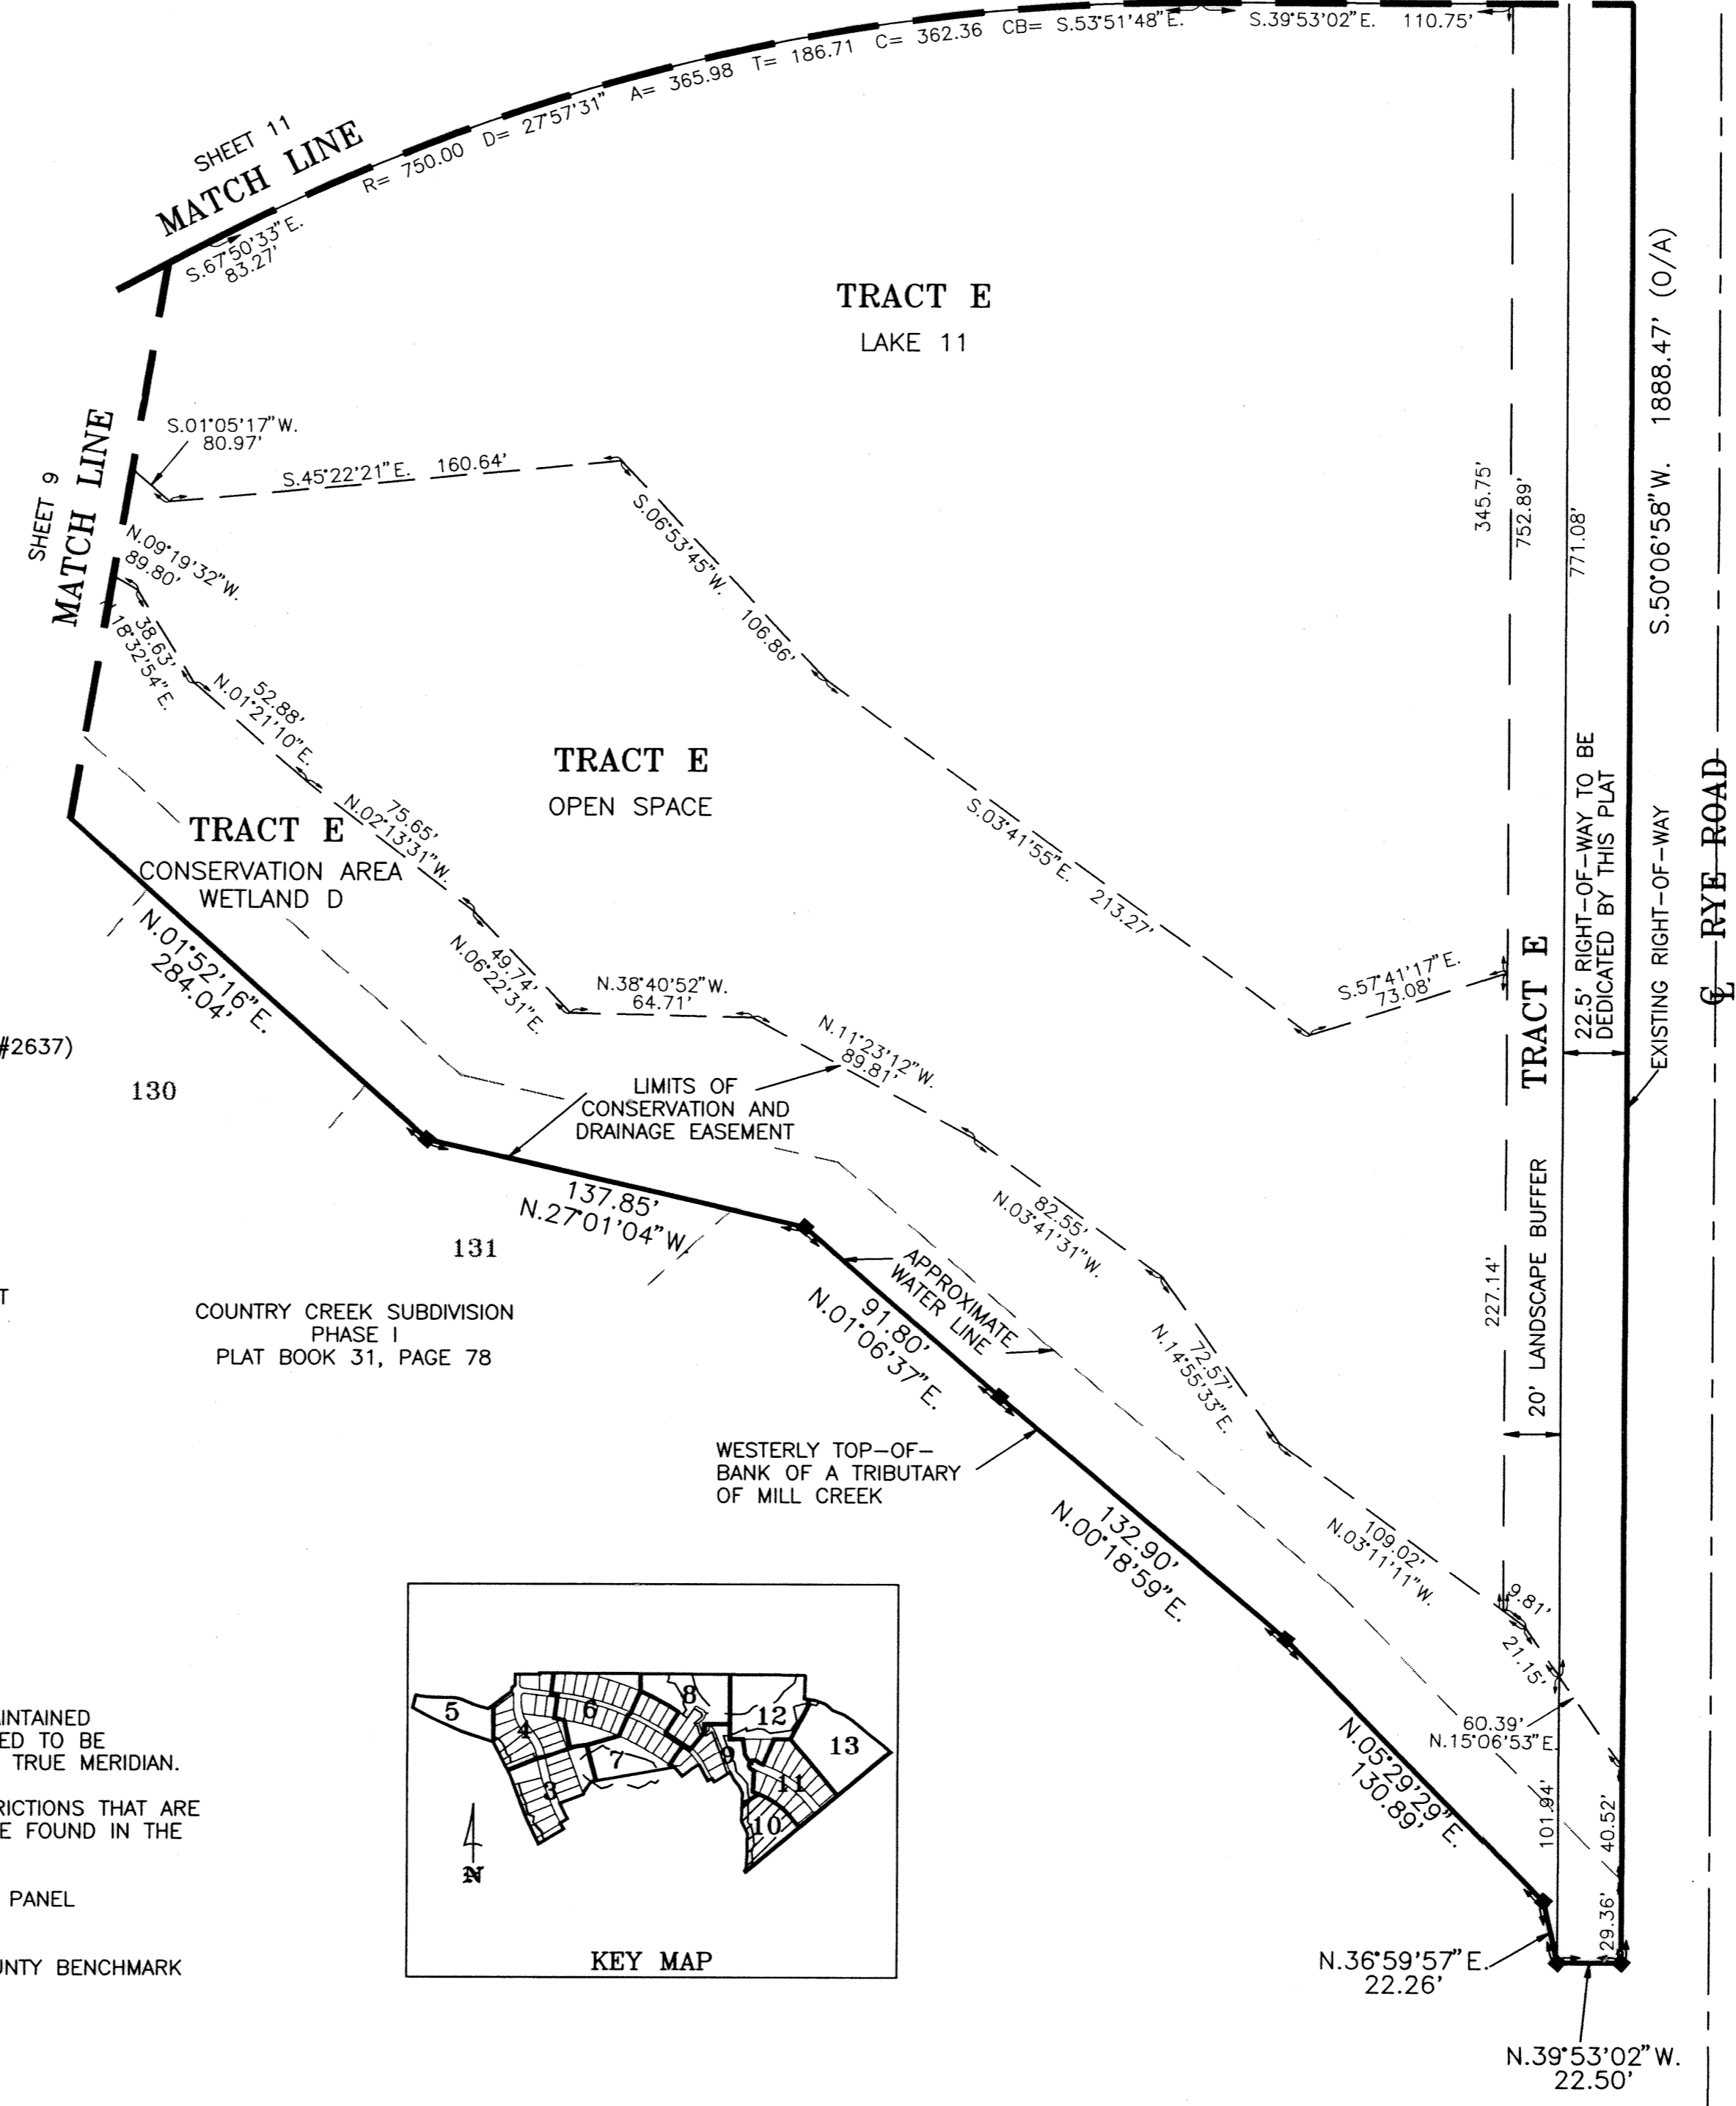 R= 750.00 D= 27°57'31" A= 365.98 T= 186.71 C= 362.36 CB= S.53°51'48"E.
S.39°53'02"E. 110.75'
SHEET 11
MATCH LINE
S.67°50'33"E.
83.27'
TRACT E
LAKE 11
S.01°05'17"W.
80.97'
S.45°22'21"E. 160.64'
SHEET 9
MATCH LINE
S.06°53'45"W. 106.86'
N.09°19'32"W.
89.80'
38.63'
18°32'54"E.
52.88'
N.01°21'10"E.
75.65'
N.02°13'31"W.
49.74'
N.06°22'31"E.
N.38°40'52"W.
64.71'
TRACT E
OPEN SPACE
TRACT E
CONSERVATION AREA
WETLAND D
S.03°41'55"E. 213.27'
S.57°41'17"E.
73.08'
345.75'
752.89'
771.08'
S.50°06'58"W. 1888.47' (O/A)
22.5' RIGHT-OF-WAY TO BE
DEDICATED BY THIS PLAT
EXISTING RIGHT-OF-WAY
RYE ROAD
TRACT E
20' LANDSCAPE BUFFER
227.14'
N.01°52'16"E.
284.04'
#2637)
130
LIMITS OF
CONSERVATION AND
DRAINAGE EASEMENT
N.11°23'12"W.
89.81'
137.85'
N.27°01'04"W.
131
82.55'
N.03°41'31"W.
APPROXIMATE
WATER LINE
91.80'
N.01°06'37"E.
T
COUNTRY CREEK SUBDIVISION
PHASE I
PLAT BOOK 31, PAGE 78
72.57'
N.14°55'33"E.
WESTERLY TOP-OF-
BANK OF A TRIBUTARY
OF MILL CREEK
132.90'
N.00°18'59"E.
109.02'
N.03°11'11"W.
9.81'
21.15'
60.39'
N.15°06'53"E.
N.05°29'29"E.
130.89'
101.94'
40.52'
29.36'
N.36°59'57"E.
22.26'
N.39°53'02"W.
22.50'
5
4
6
8
12
13
3
7
9
11
10
N
KEY MAP
INTAINED
ED TO BE
TRUE MERIDIAN.
RICTIONS THAT ARE
E FOUND IN THE
PANEL
UNTY BENCHMARK